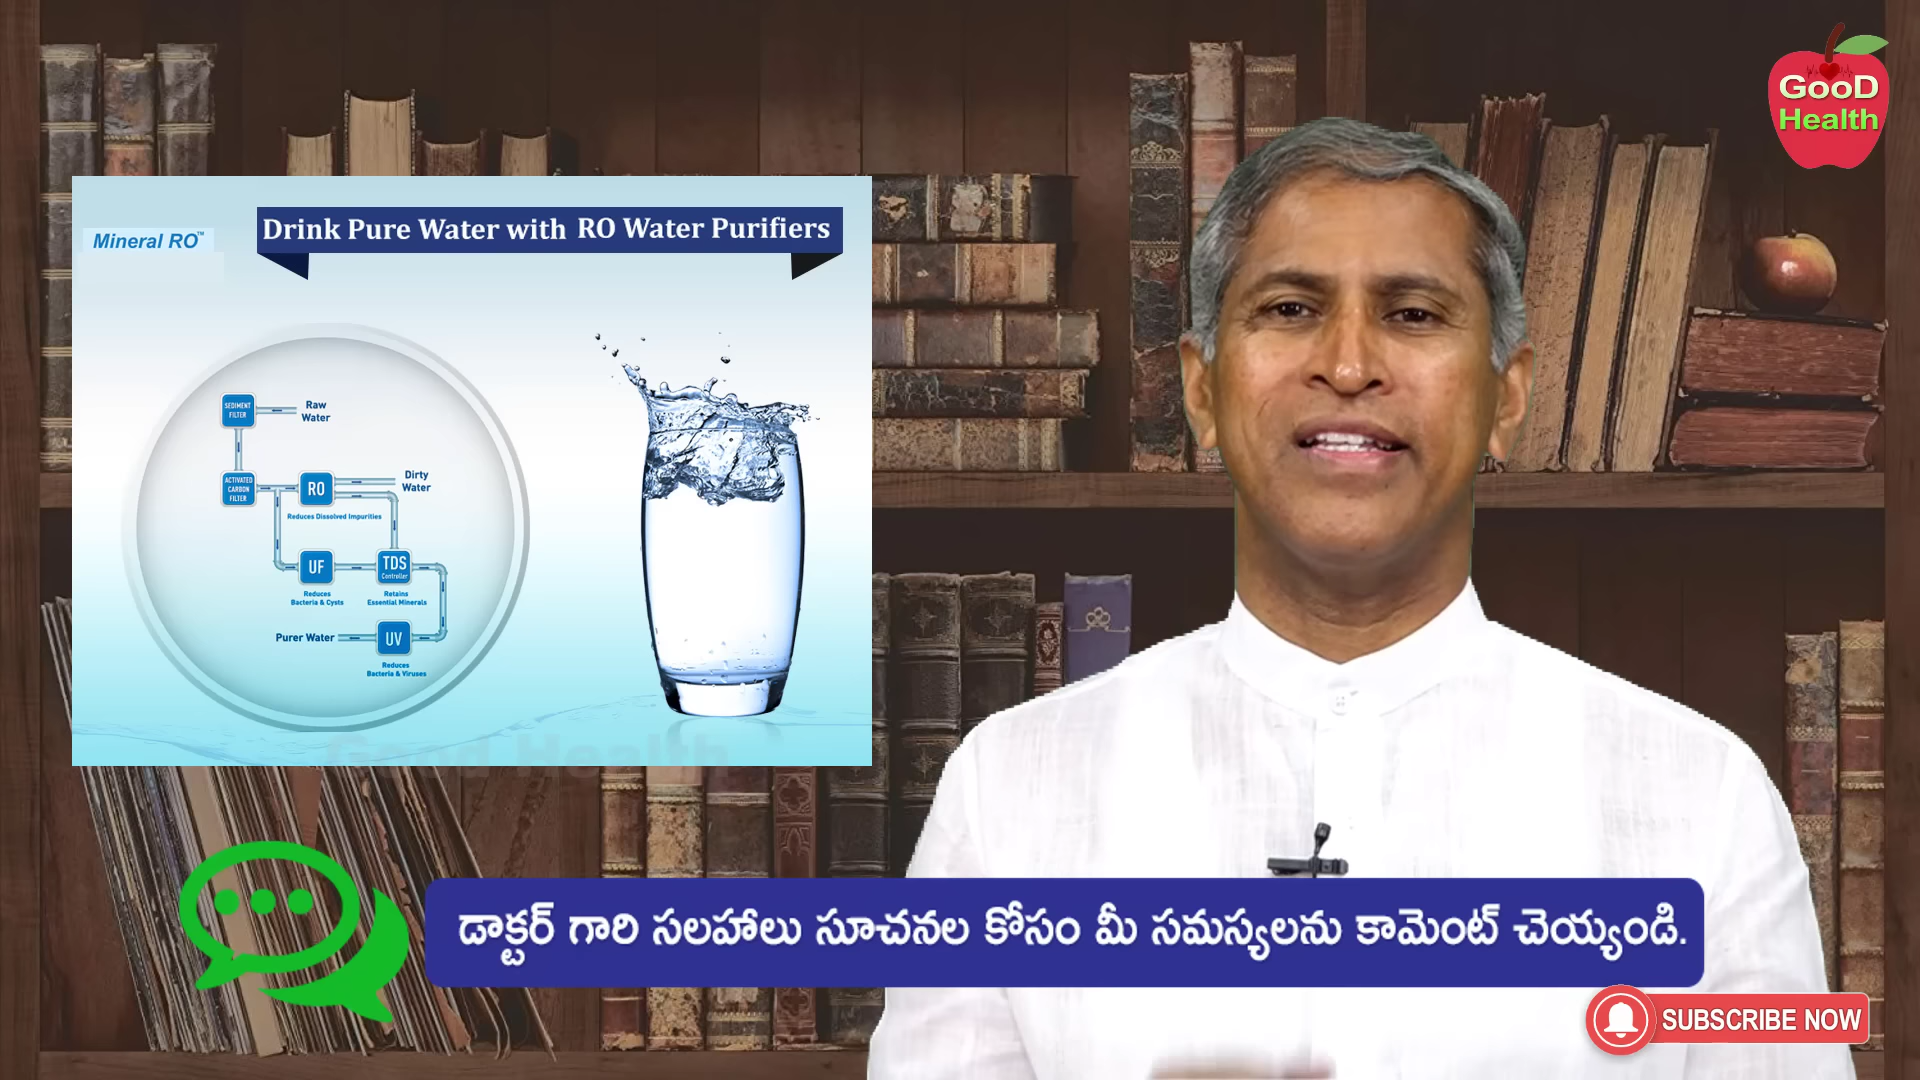 GooD
Health
Drink Pure Water with RO Water Purifiers
Mineral RO™
SEDIMENT
FILTER
Raw
Water
ACTIVATED
CARBON
FILTER
RO
Dirty
Water
Reduces Dissolved Impurities
UF
TDS
Controller
Reduces
Bacteria & Cysts
Retains
Essential Minerals
Purer Water
UV
Reduces
Bacteria & Viruses
Good Health
డాక్టర్ గారి సలహాలు సూచనల కోసం మీ సమస్యలను కామెంట్ చెయ్యండి.
SUBSCRIBE NOW